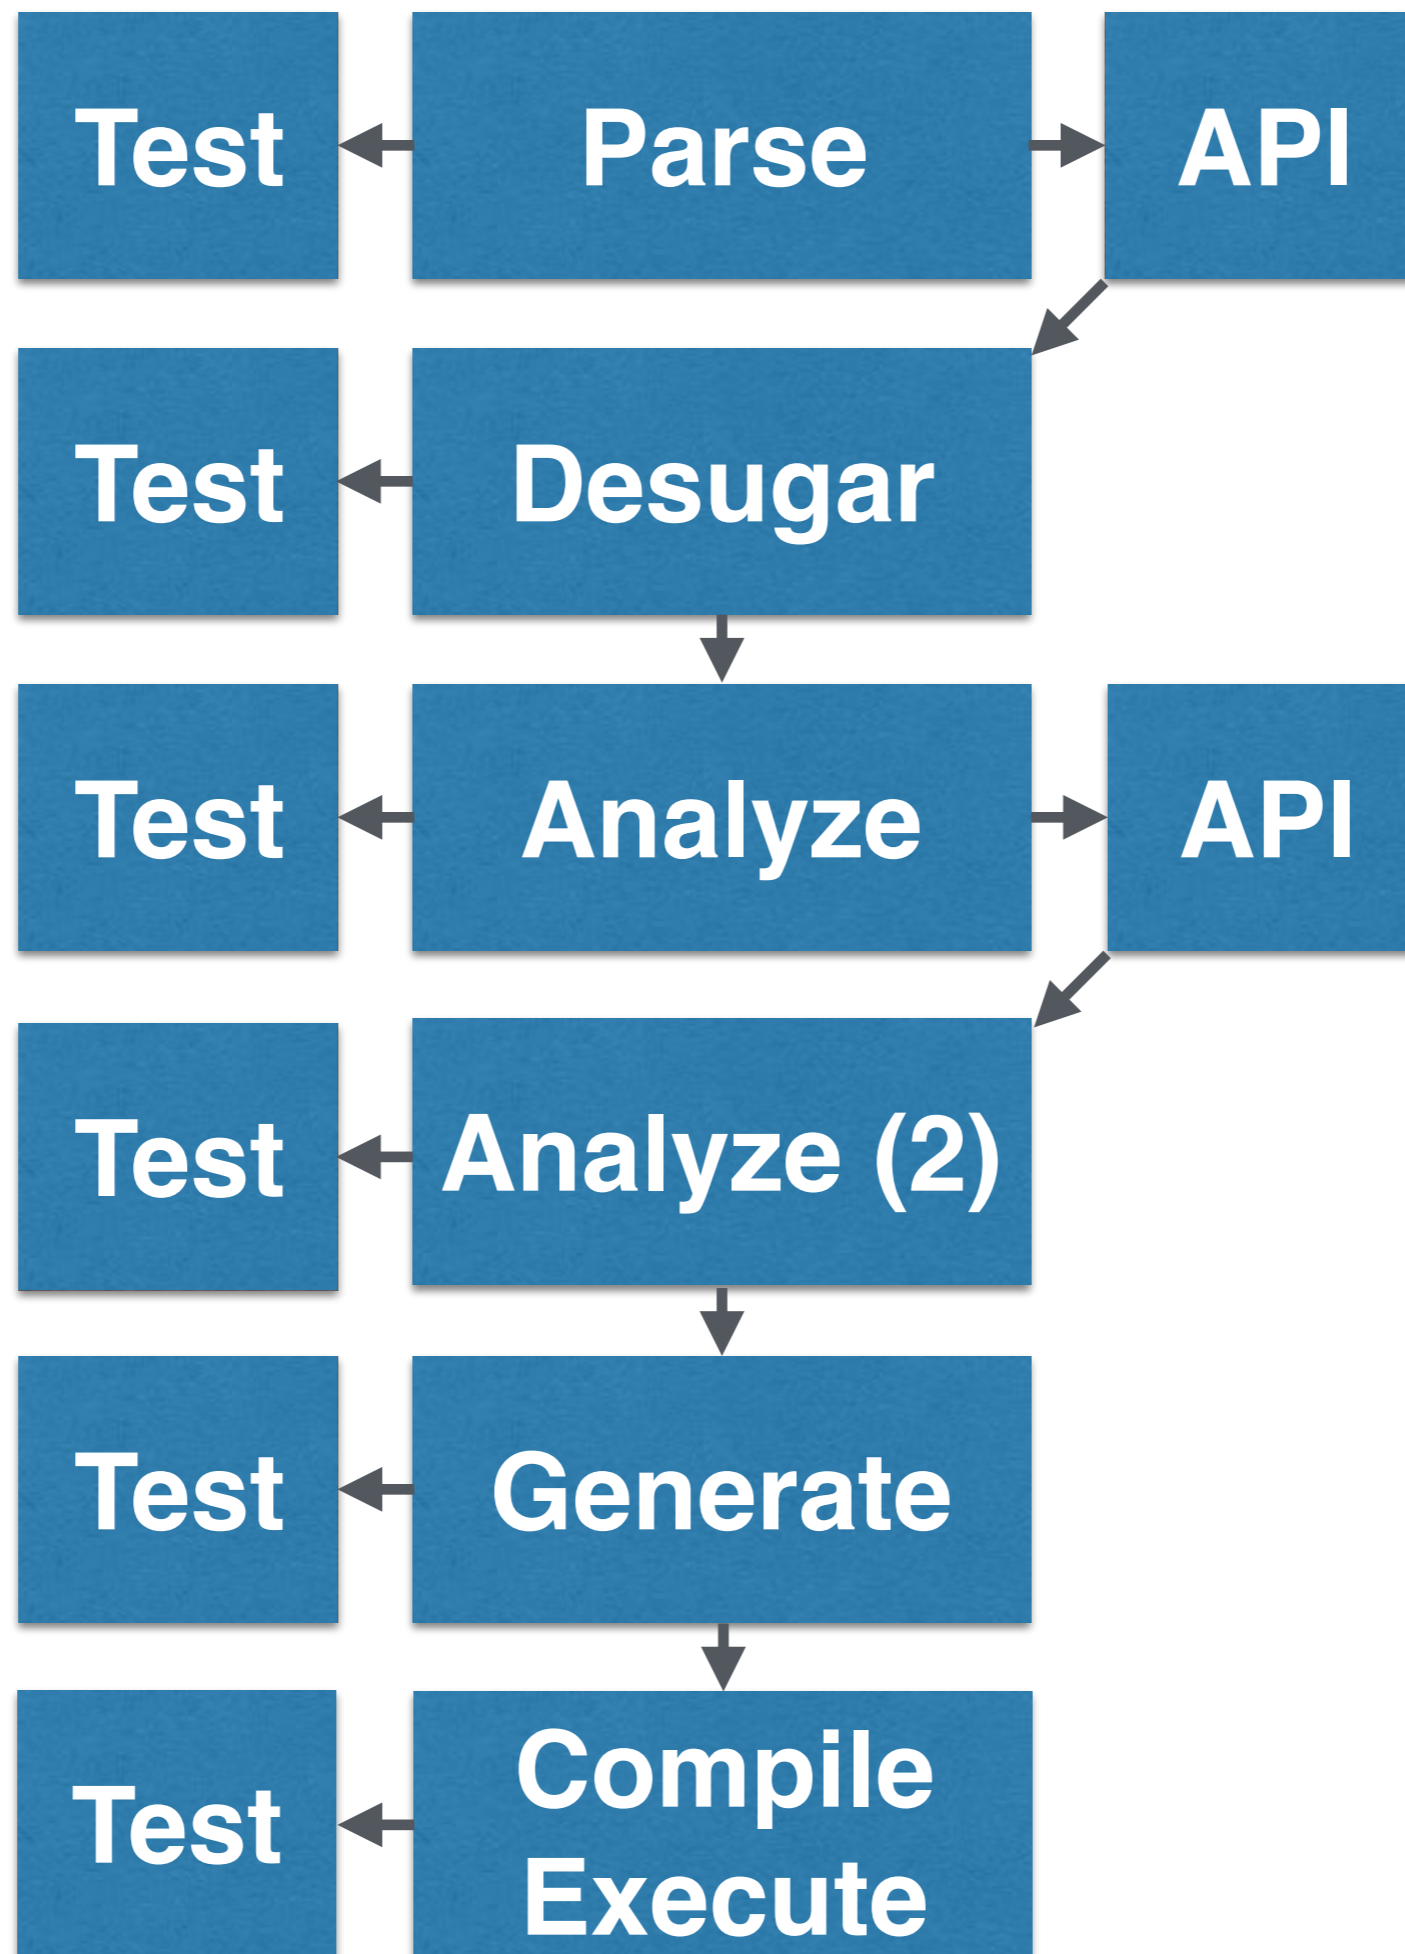 Test
Parse
API
Test
Desugar
Test
Analyze
API
Test
Analyze (2)
Test
Generate
Test
Compile
Execute